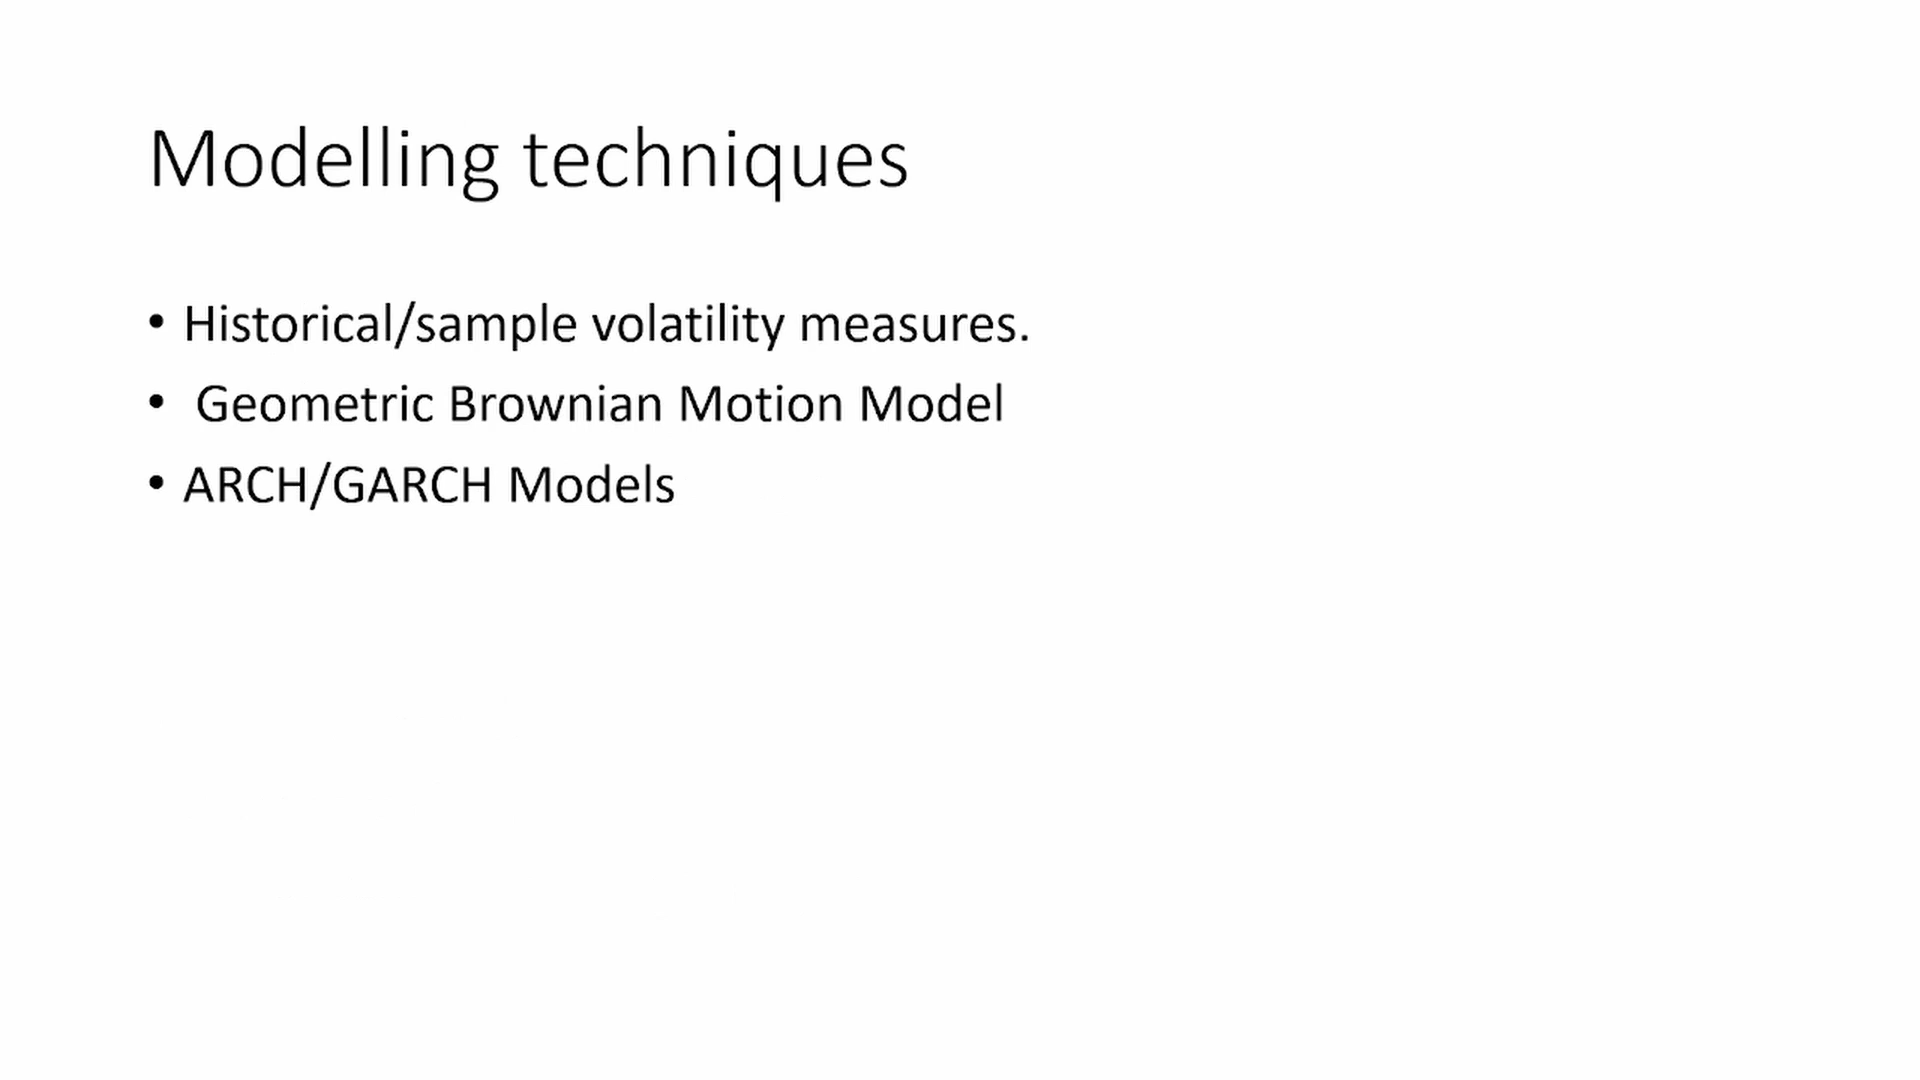 Modelling techniques
• Historical/sample volatility measures.
• Geometric Brownian Motion Model
• ARCH/GARCH Models